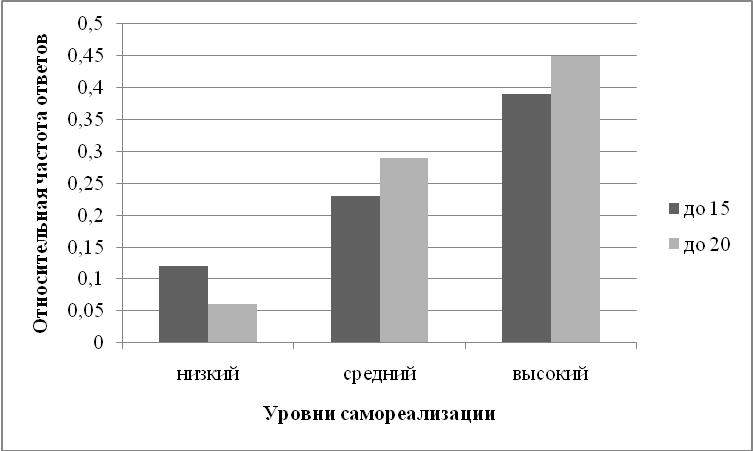 Относительная частота ответов
0,5
0,45
0,4
0,35
0,3
0,25
0,2
0,15
0,1
0,05
0
низкий средний высокий
Уровни самореализации
до 15
до 20